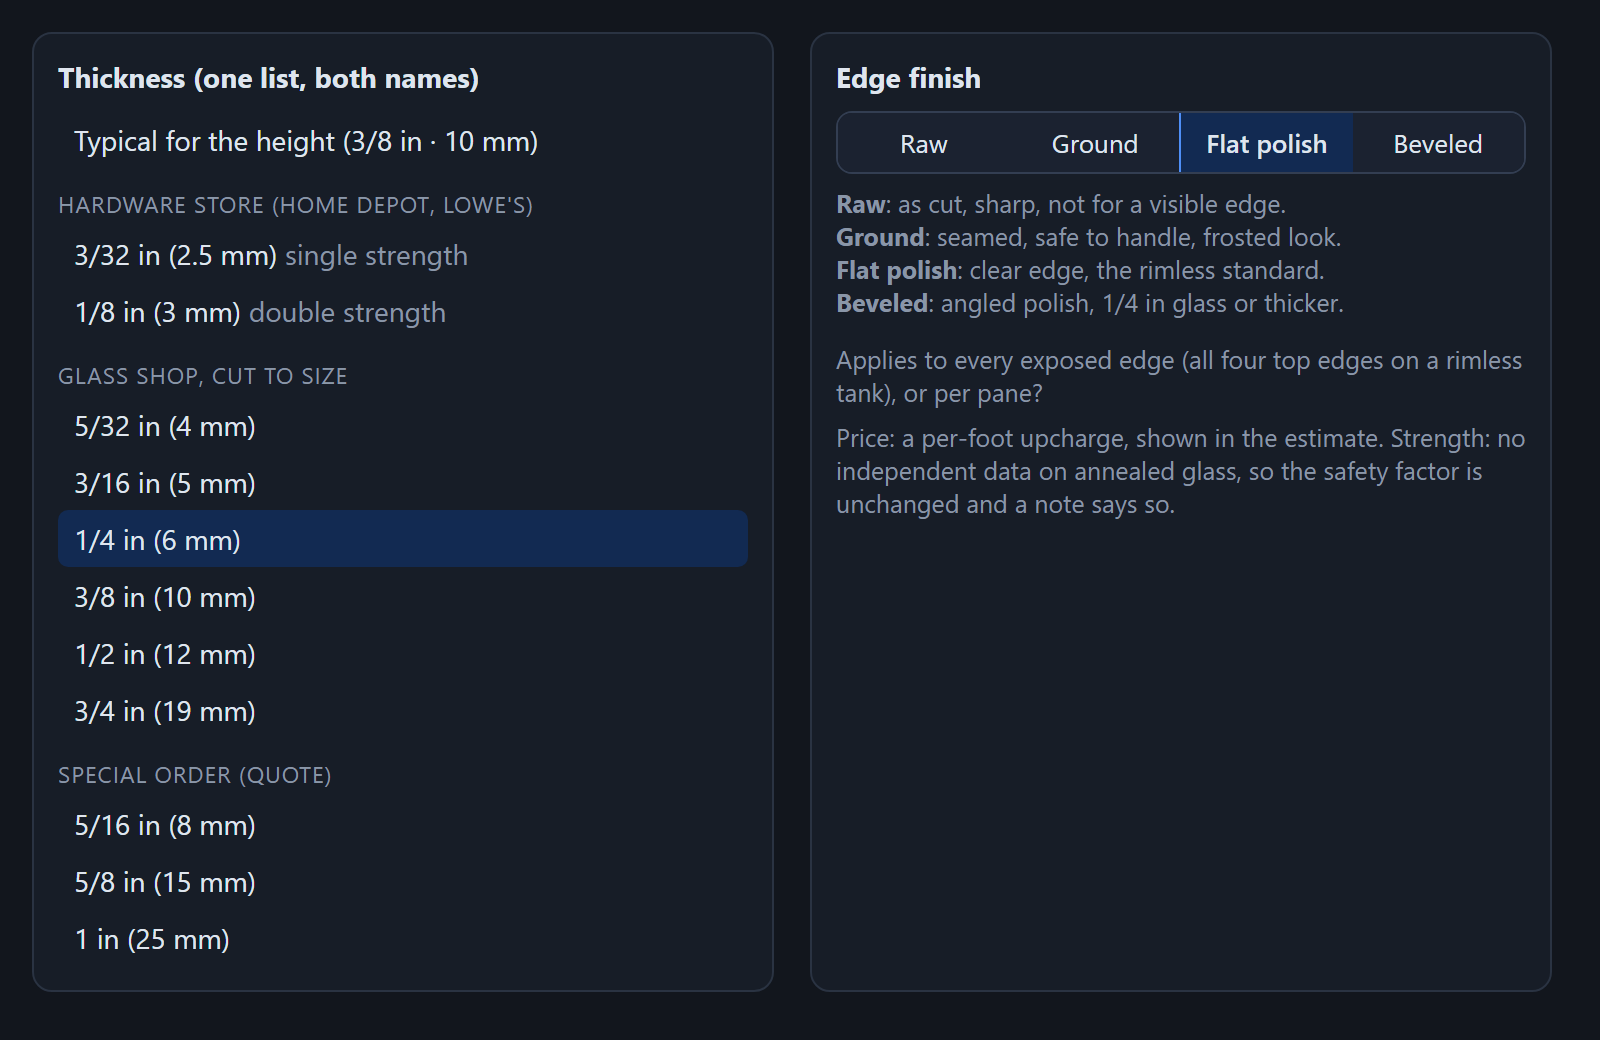 Thickness (one list, both names)
Typical for the height (3/8 in · 10 mm)
HARDWARE STORE (HOME DEPOT, LOWE'S)
3/32 in (2.5 mm) single strength
1/8 in (3 mm) double strength
GLASS SHOP, CUT TO SIZE
5/32 in (4 mm)
3/16 in (5 mm)
1/4 in (6 mm)
3/8 in (10 mm)
1/2 in (12 mm)
3/4 in (19 mm)
SPECIAL ORDER (QUOTE)
5/16 in (8 mm)
5/8 in (15 mm)
1 in (25 mm)
Edge finish
Raw Ground Flat polish Beveled
Raw: as cut, sharp, not for a visible edge.
Ground: seamed, safe to handle, frosted look.
Flat polish: clear edge, the rimless standard.
Beveled: angled polish, 1/4 in glass or thicker.
Applies to every exposed edge (all four top edges on a rimless
tank), or per pane?
Price: a per-foot upcharge, shown in the estimate. Strength: no
independent data on annealed glass, so the safety factor is
unchanged and a note says so.